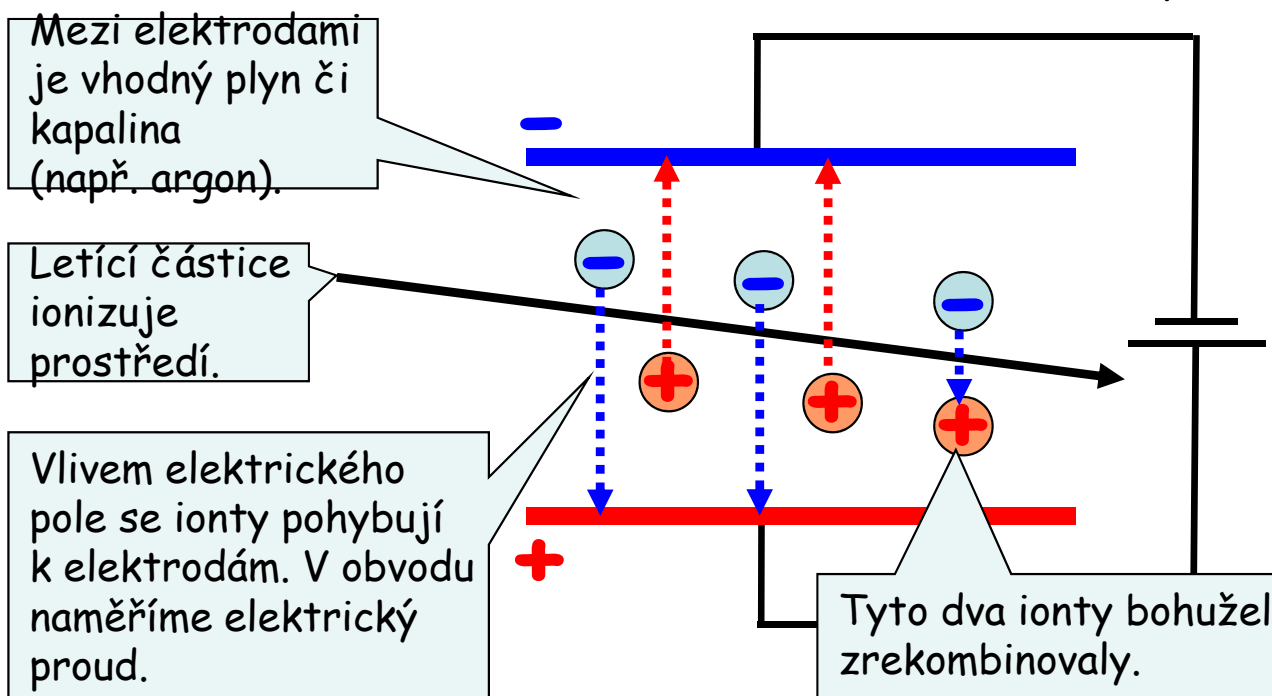 Mezi elektrodami
je vhodný plyn či
kapalina
(např. argon).
Letící částice
ionizuje
prostředí.
Vlivem elektrického
pole se ionty pohybují
k elektrodám. V obvodu
naměříme elektrický
proud.
Tyto dva ionty bohužel
zrekombinovaly.